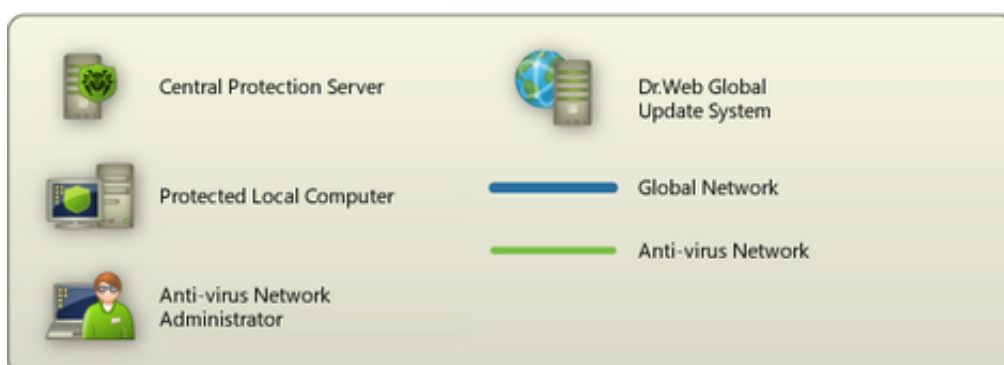 Central Protection Server
Protected Local Computer
Anti-virus Network
Administrator
Dr.Web Global
Update System
Global Network
Anti-virus Network